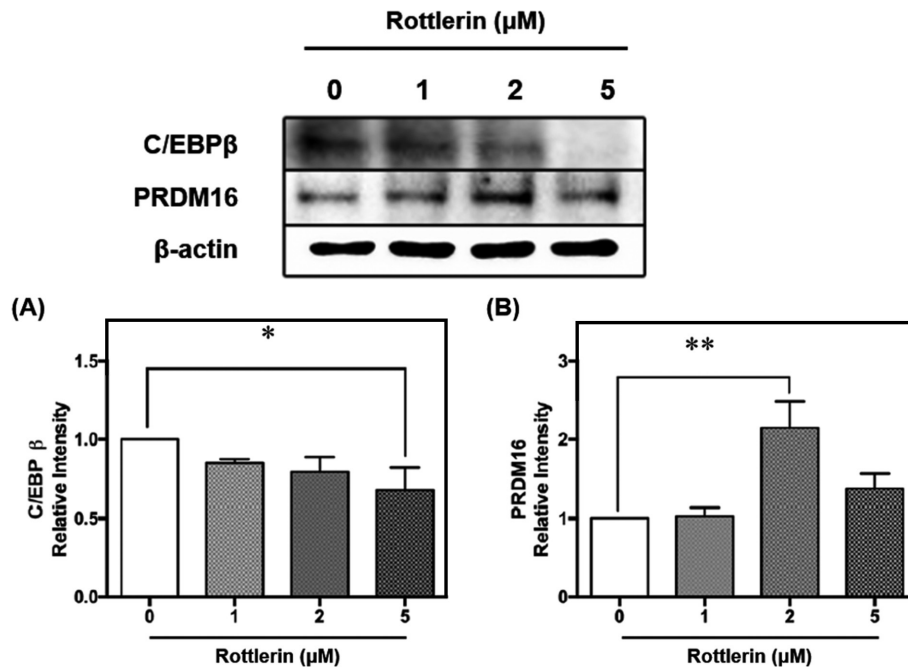 Rottlerin (µM)
0 1 2 5
C/EBPβ
PRDM16
β-actin
(A)
*
1.5
1.0
0.5
0.0
C/EBP β
Relative Intensity
0 1 2 5
Rottlerin (µM)
(B)
**
3
2
1
0
PRDM16
Relative Intensity
0 1 2 5
Rottlerin (µM)